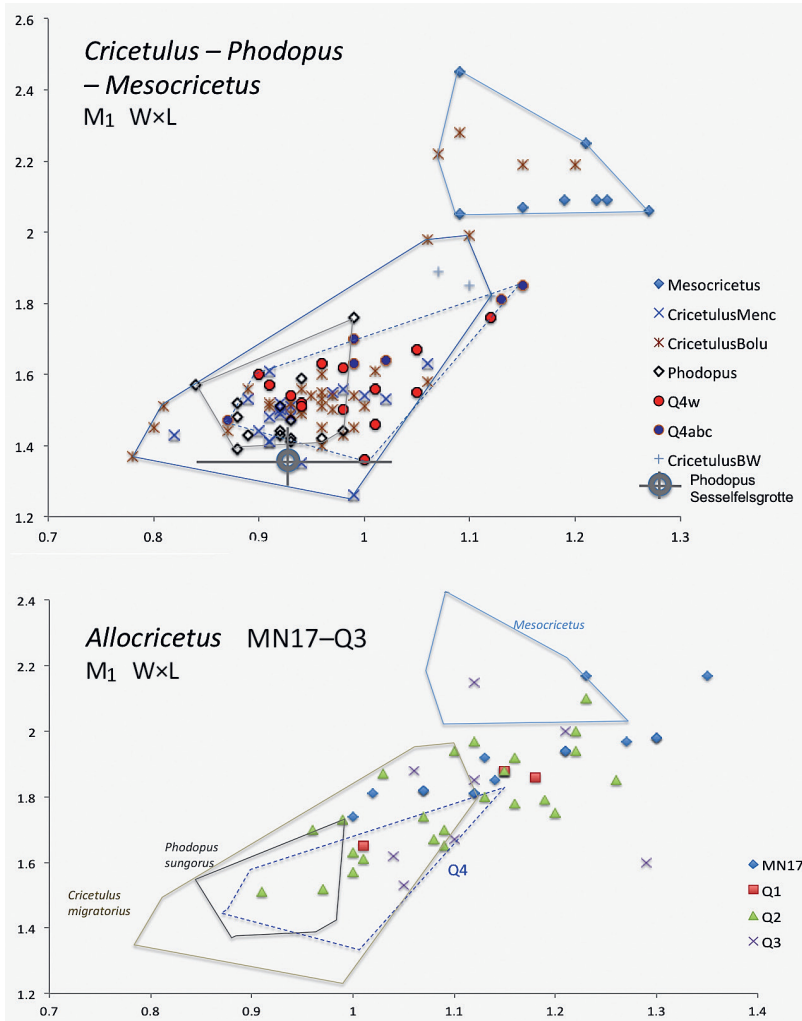 Cricetulus – Phodopus
– Mesocricetus
M1 W×L
2.6
2.4
2.2
2
1.8
1.6
1.4
1.2
0.7
0.8
0.9
1
1.1
1.2
1.3
Mesocricetus
CricetulusMenc
CricetulusBolu
Phodopus
Q4w
Q4abc
CricetulusBW
Phodopus
Sesselfelsgrotte
Allocricetus MN17–Q3
M1 W×L
2.4
2.2
2
1.8
1.6
1.4
1.2
0.7
0.8
0.9
1
1.1
1.2
1.3
1.4
Mesocricetus
Phodopus
sungorus
Cricetulus
migratorius
Q4
MN17
Q1
Q2
Q3